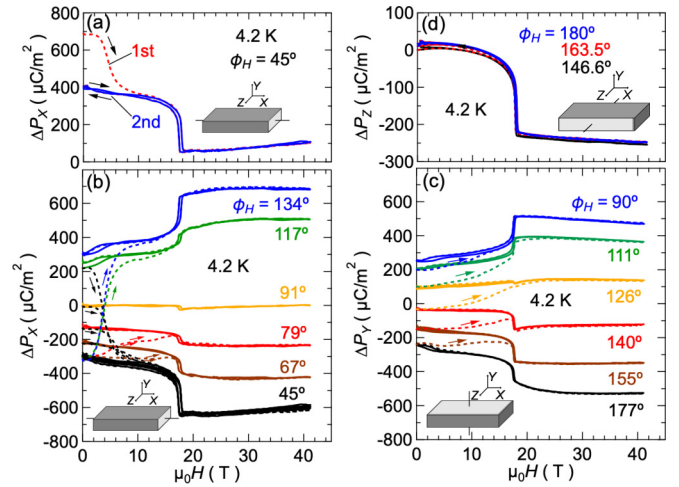 (a)
800
600
400
200
0
ΔP_X ( μC/m² )
1st
2nd
4.2 K
ϕ_H = 45º
Y
Z X
(d)
100
0
-100
-200
-300
ΔP_Z ( μC/m² )
ϕ_H = 180º
163.5º
146.6º
4.2 K
Y
Z X
(b)
800
600
400
200
0
-200
-400
-600
-800
ΔP_X ( μC/m² )
ϕ_H = 134º
117º
4.2 K
91º
79º
67º
45º
Y
Z X
0 10 20 30 40
μ₀H ( T )
(c)
800
600
400
200
0
-200
-400
-600
-800
ΔP_Y ( μC/m² )
ϕ_H = 90º
111º
4.2 K
126º
140º
155º
177º
Y
Z X
0 10 20 30 40 50
μ₀H ( T )